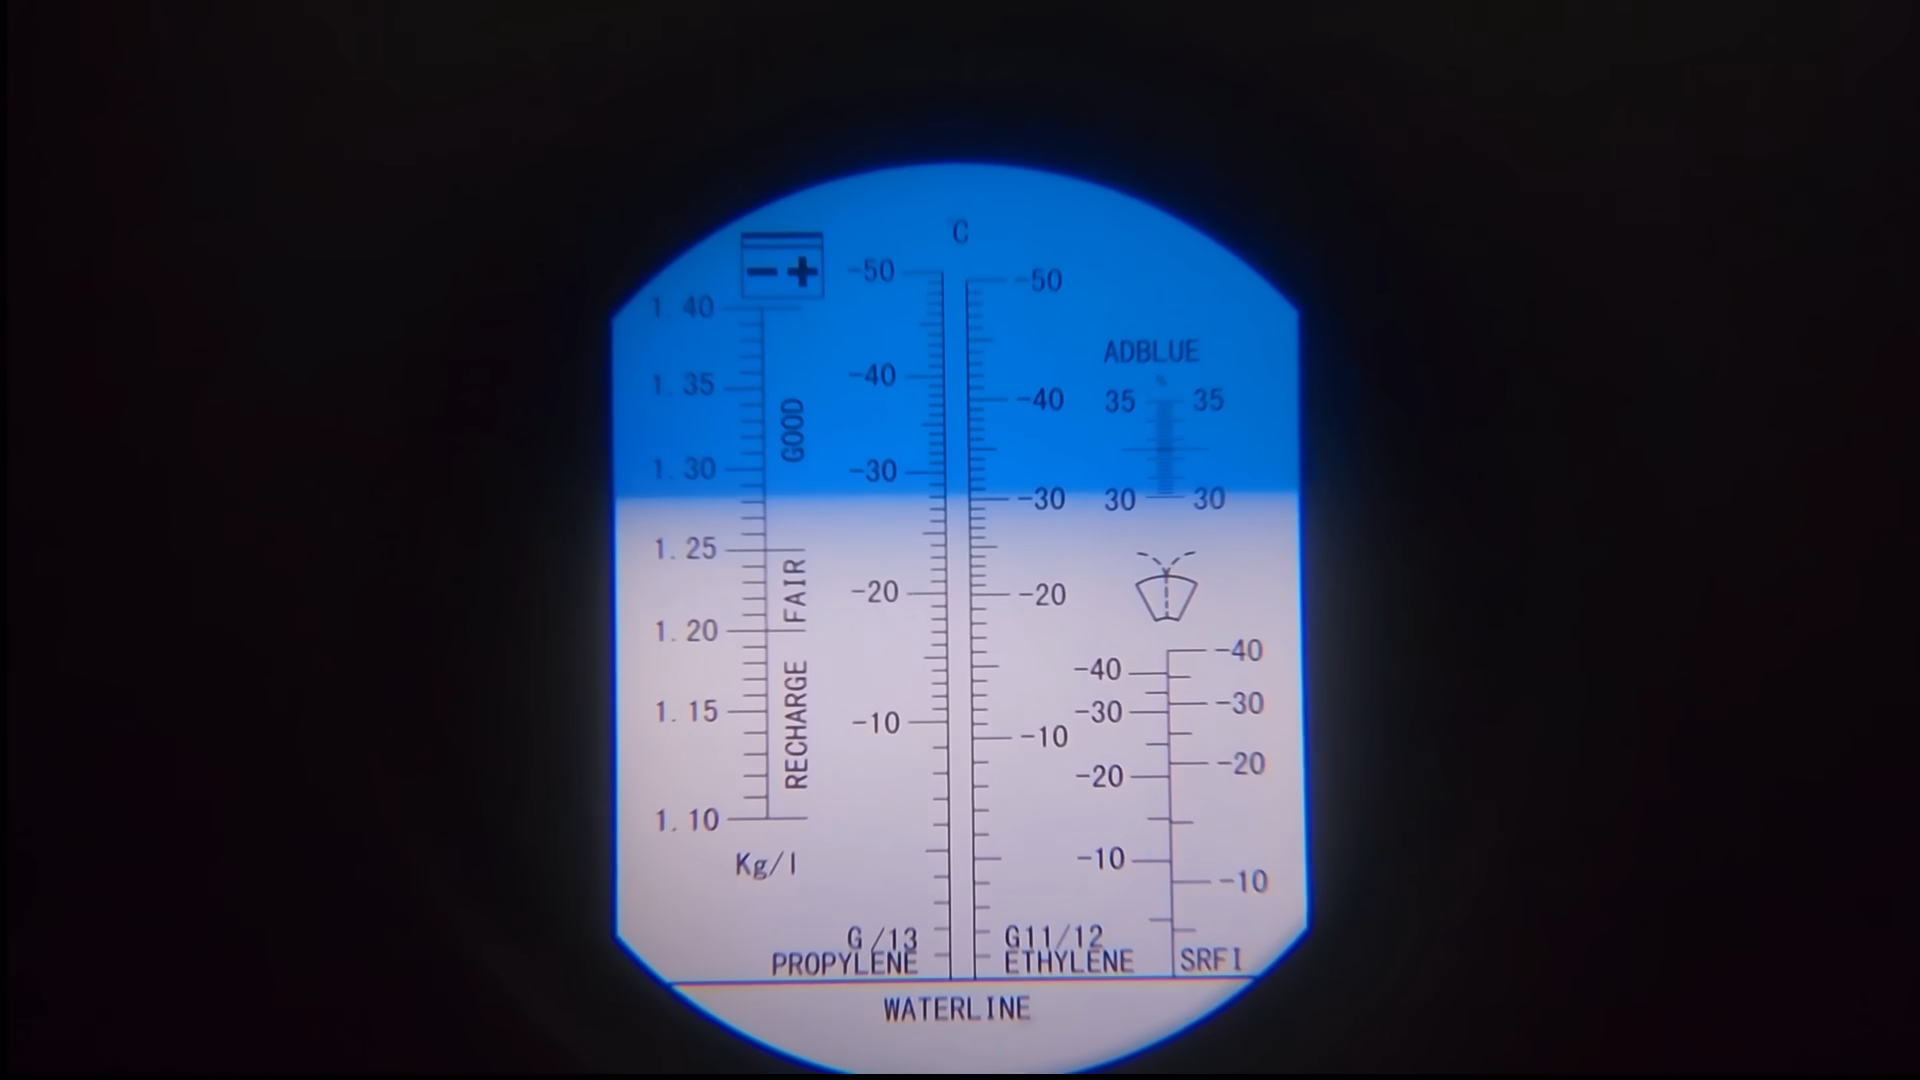 °C
- +
1.40
1.35
1.30
1.25
1.20
1.15
1.10
Kg/l
GOOD
FAIR
RECHARGE
-50
-40
-30
-20
-10
G /13
PROPYLENE
-50
-40
-30
-20
-10
G11/12
ETHYLENE
ADBLUE
%
35 35
30 30
-40
-30
-20
-10
-40
-30
-20
-10
SRFI
WATERLINE